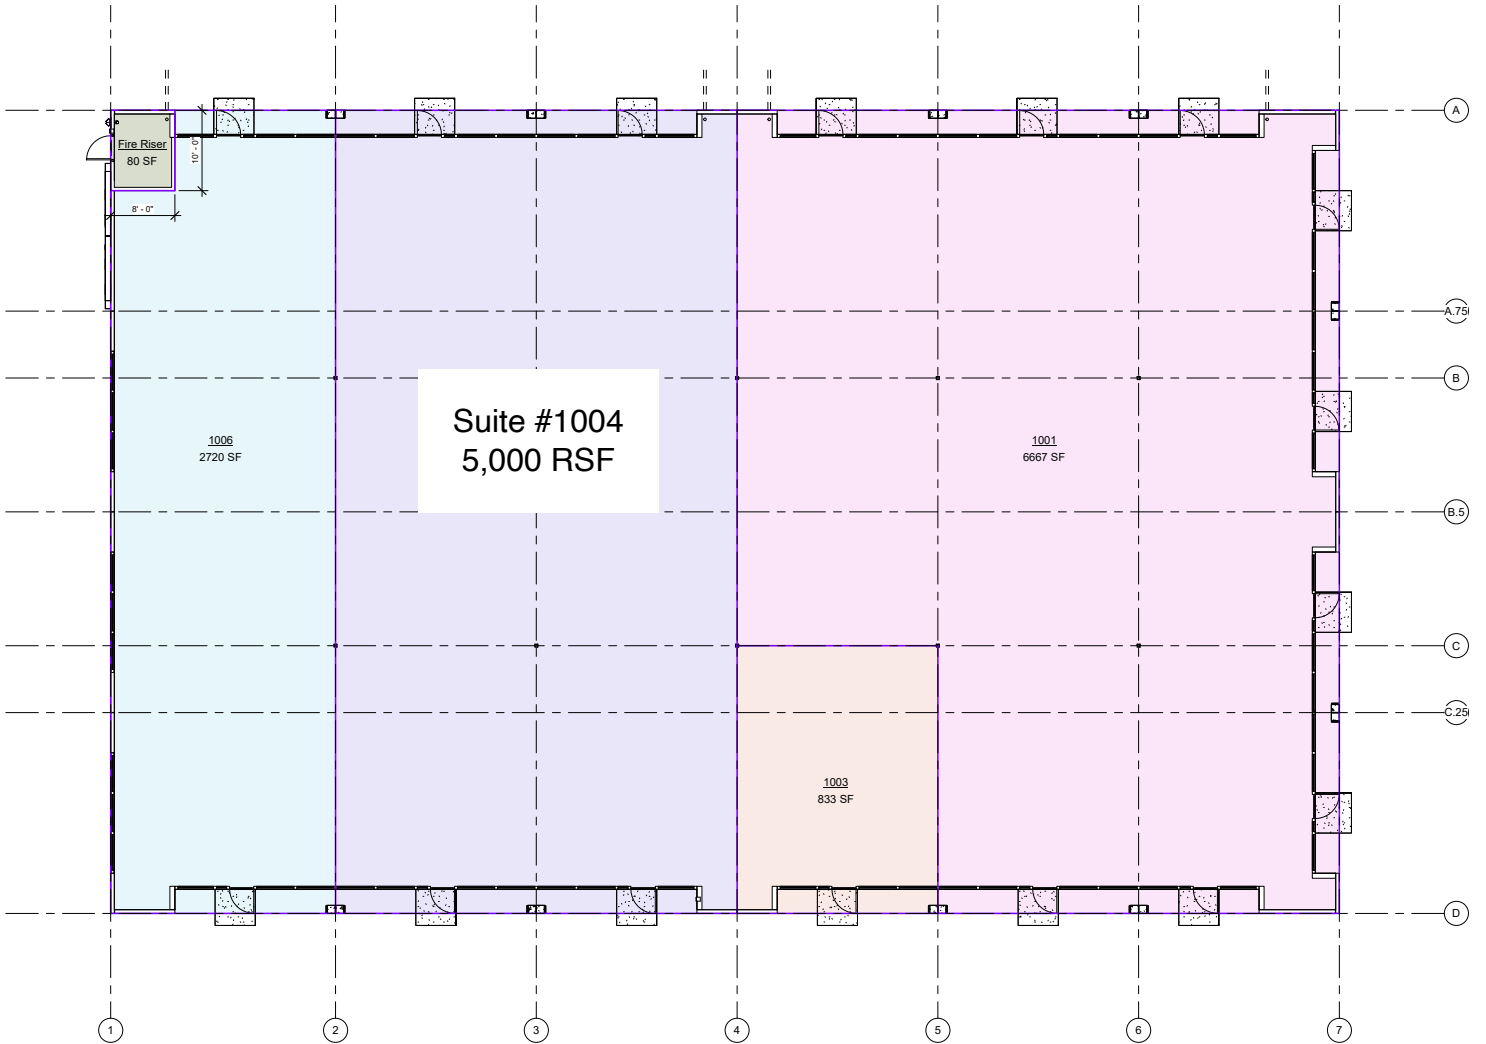 A
Fire Riser
80 SF
10' - 0"
8' - 0"
A.75
B
Suite #1004
5,000 RSF
1006
2720 SF
1001
6667 SF
B.5
C
C.25
1003
833 SF
D
1
2
3
4
5
6
7